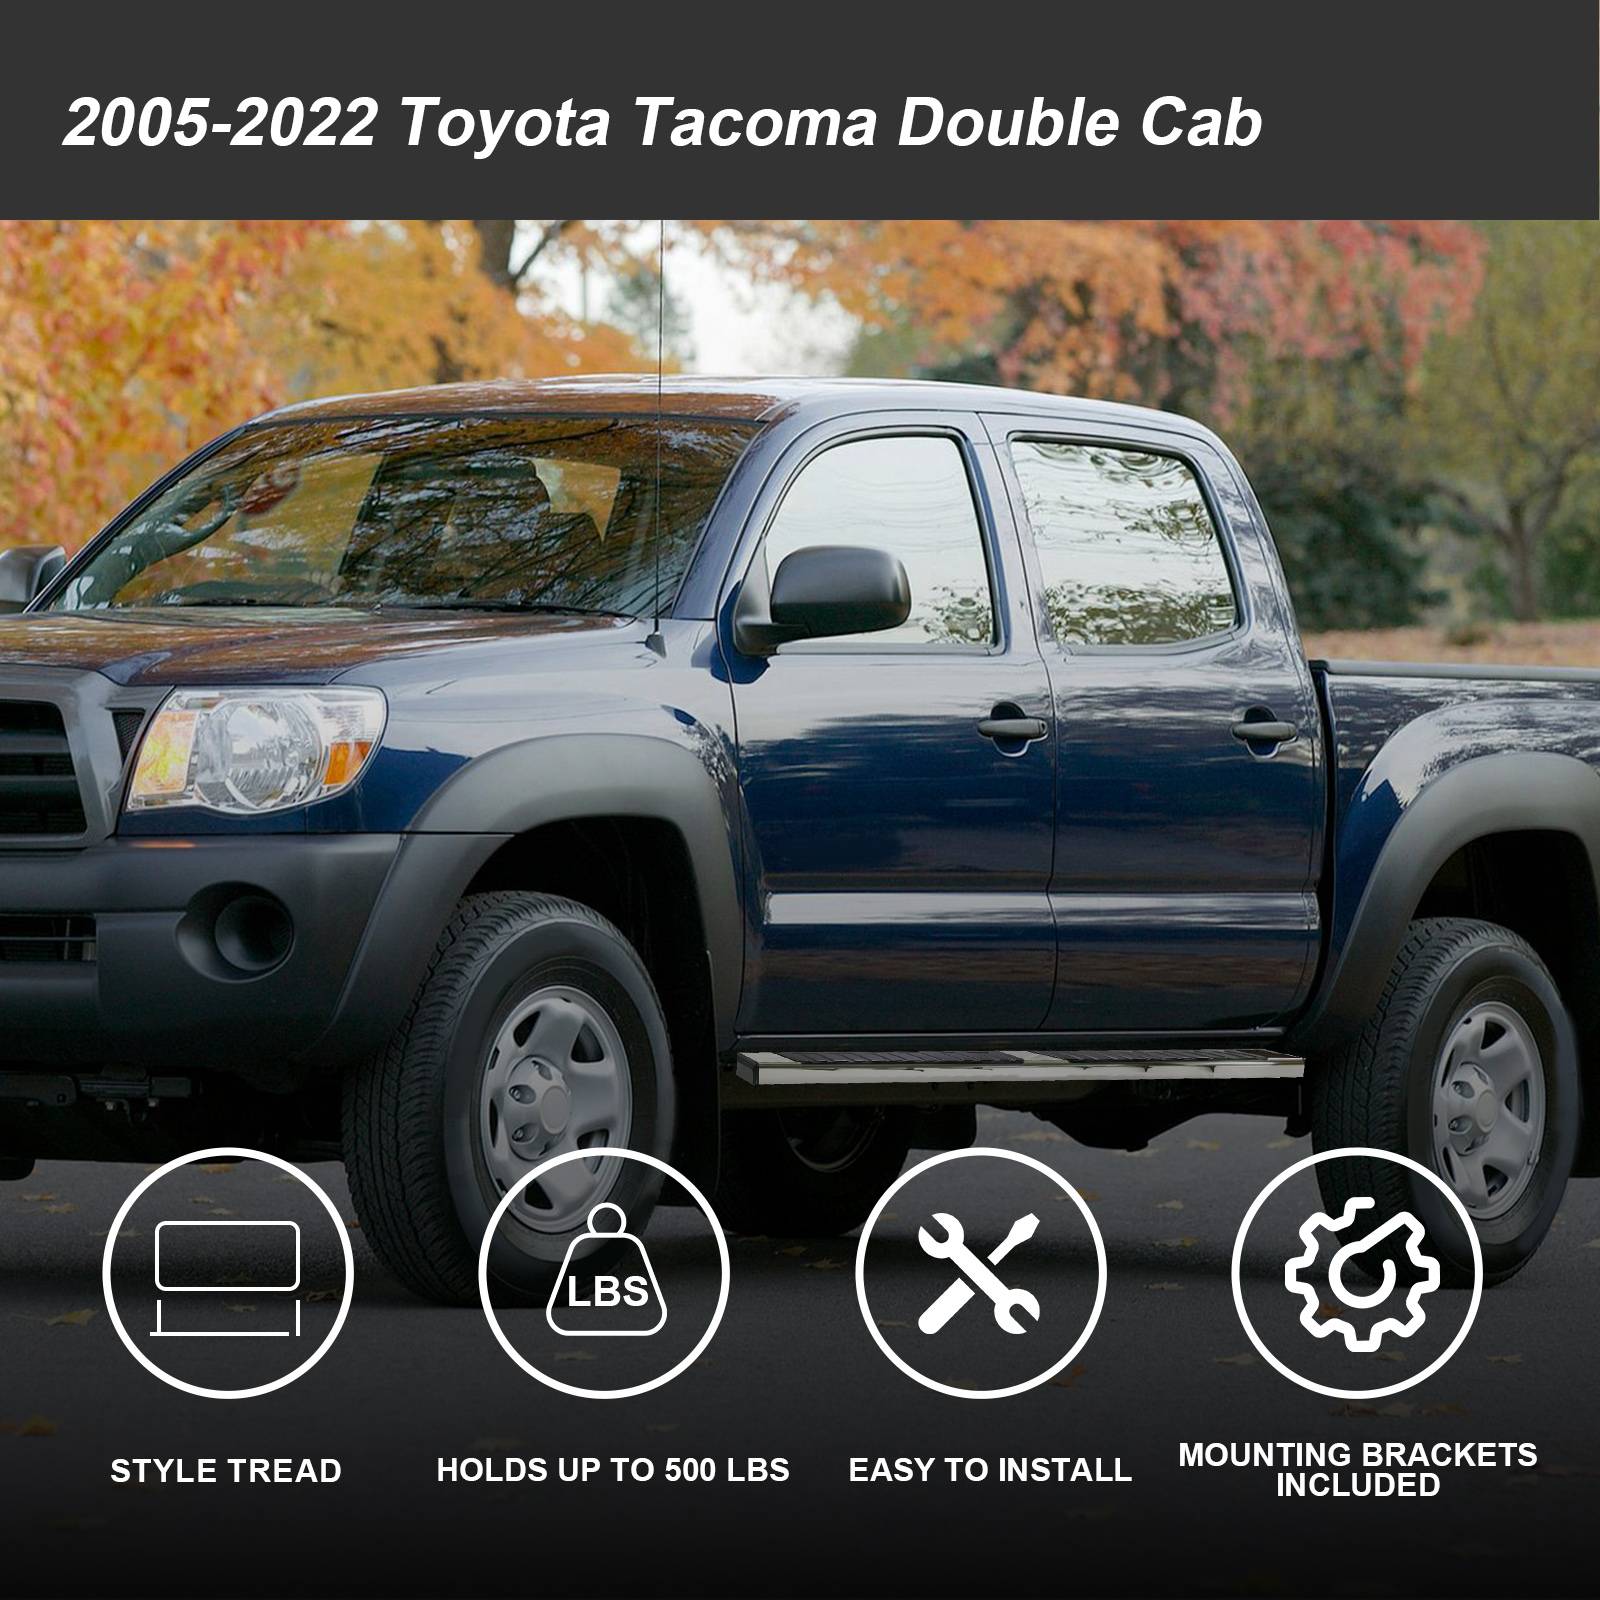 2005-2022 Toyota Tacoma Double Cab
LBS
STYLE TREAD
HOLDS UP TO 500 LBS
EASY TO INSTALL
MOUNTING BRACKETS
INCLUDED